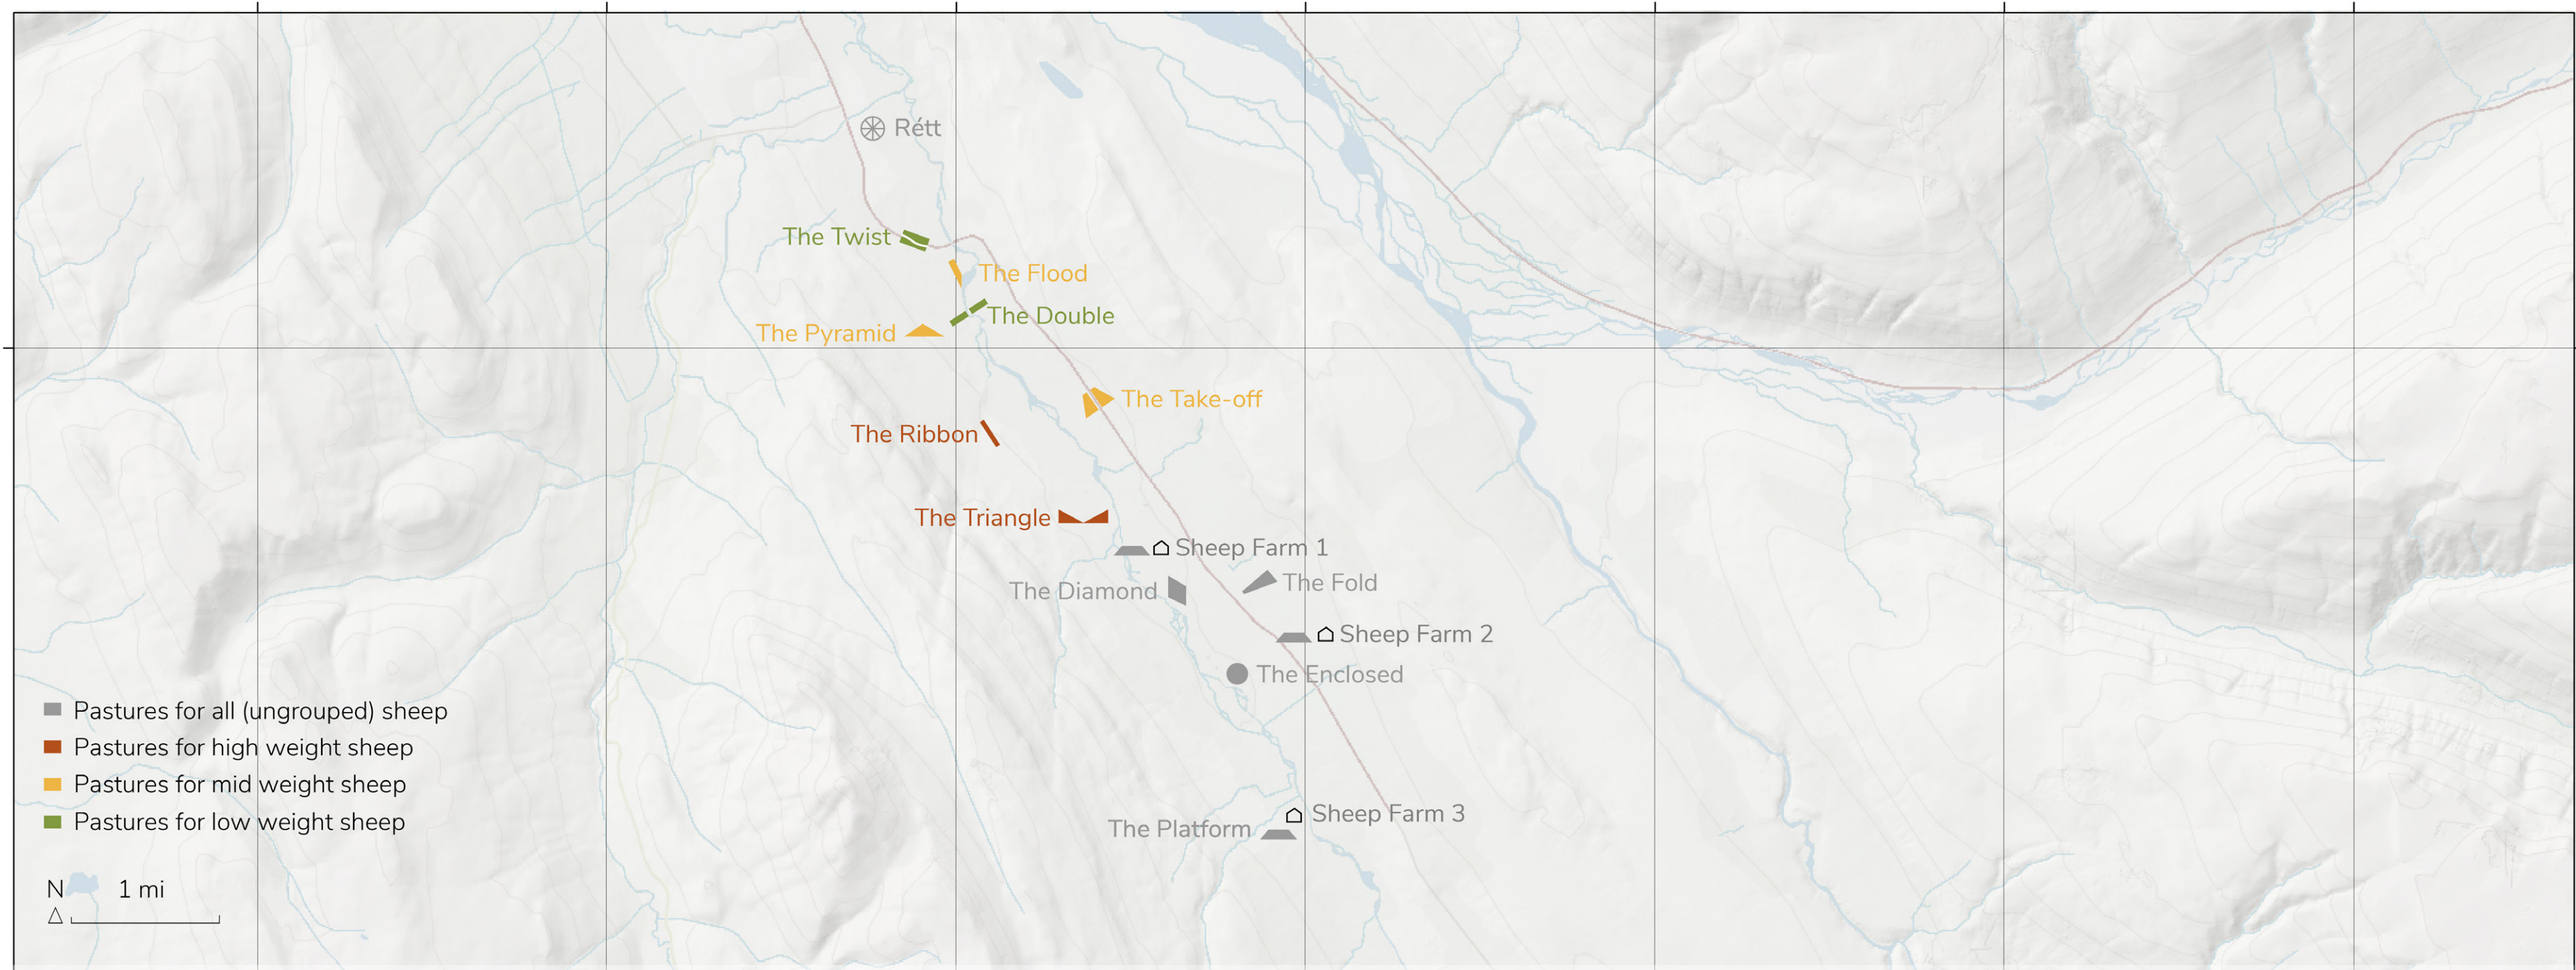 Rétt
The Twist
The Flood
The Double
The Pyramid
The Take-off
The Ribbon
The Triangle
Sheep Farm 1
The Fold
The Diamond
Sheep Farm 2
The Enclosed
Sheep Farm 3
The Platform
Pastures for all (ungrouped) sheep
Pastures for high weight sheep
Pastures for mid weight sheep
Pastures for low weight sheep
N 1 mi